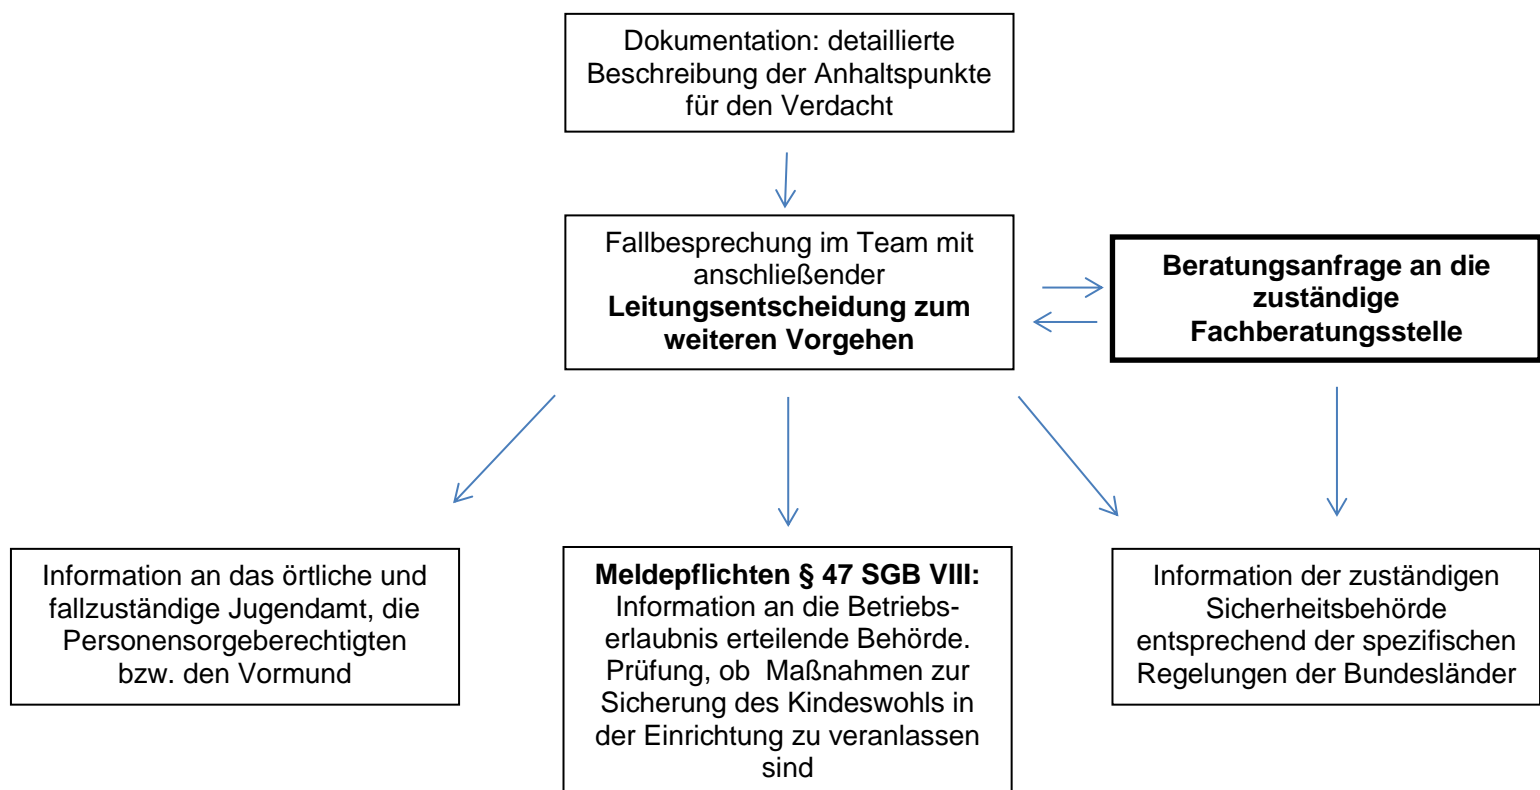 Dokumentation: detaillierte
Beschreibung der Anhaltspunkte
für den Verdacht
Fallbesprechung im Team mit
anschließender
Leitungsentscheidung zum
weiteren Vorgehen
Beratungsanfrage an die
zuständige
Fachberatungsstelle
Information an das örtliche und
fallzuständige Jugendamt, die
Personensorgeberechtigten
bzw. den Vormund
Meldepflichten § 47 SGB VIII:
Information an die Betriebs-
erlaubnis erteilende Behörde.
Prüfung, ob Maßnahmen zur
Sicherung des Kindeswohls in
der Einrichtung zu veranlassen
sind
Information der zuständigen
Sicherheitsbehörde
entsprechend der spezifischen
Regelungen der Bundesländer